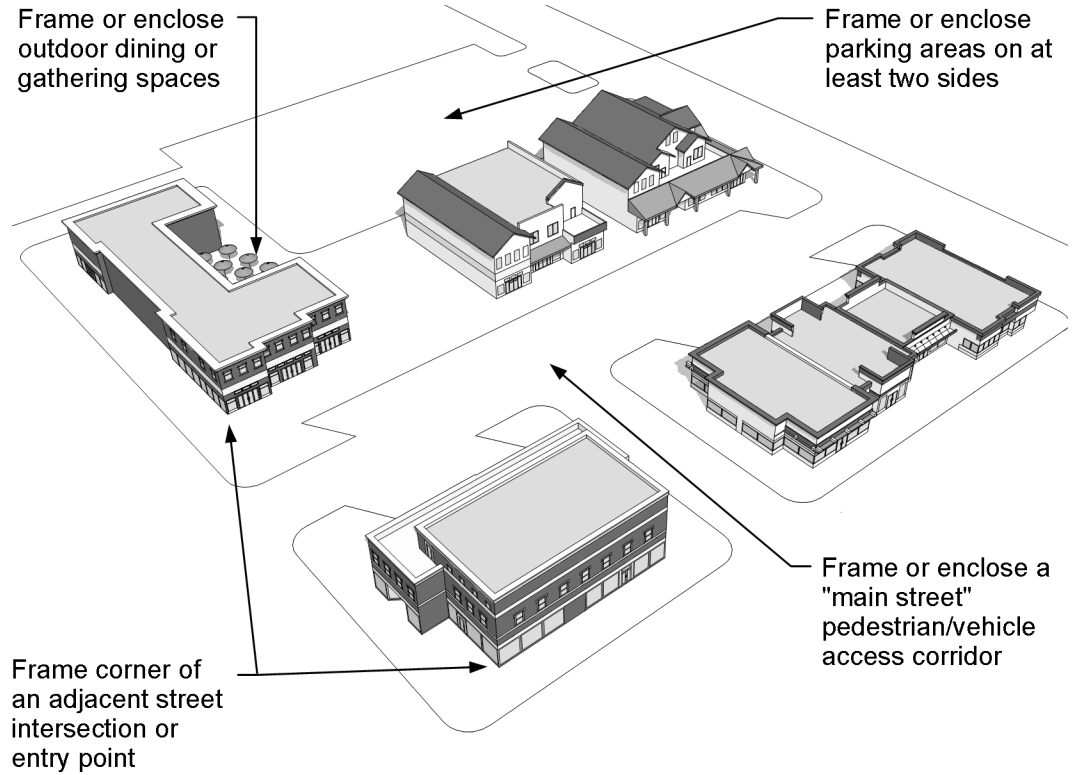 Frame or enclose
outdoor dining or
gathering spaces
Frame or enclose
parking areas on at
least two sides
Frame or enclose a
"main street"
pedestrian/vehicle
access corridor
Frame corner of
an adjacent street
intersection or
entry point